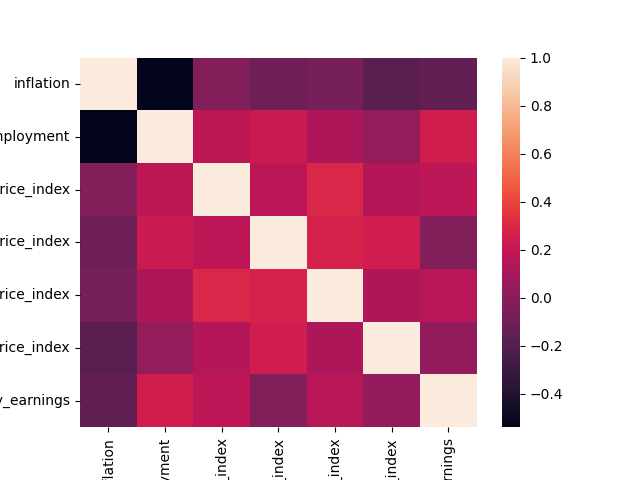 inflation
nployment
rice_index
rice_index
rice_index
rice_index
y_earnings
flation
yment
_index
_index
_index
_index
rnings
1.0
0.8
0.6
0.4
0.2
0.0
−0.2
−0.4